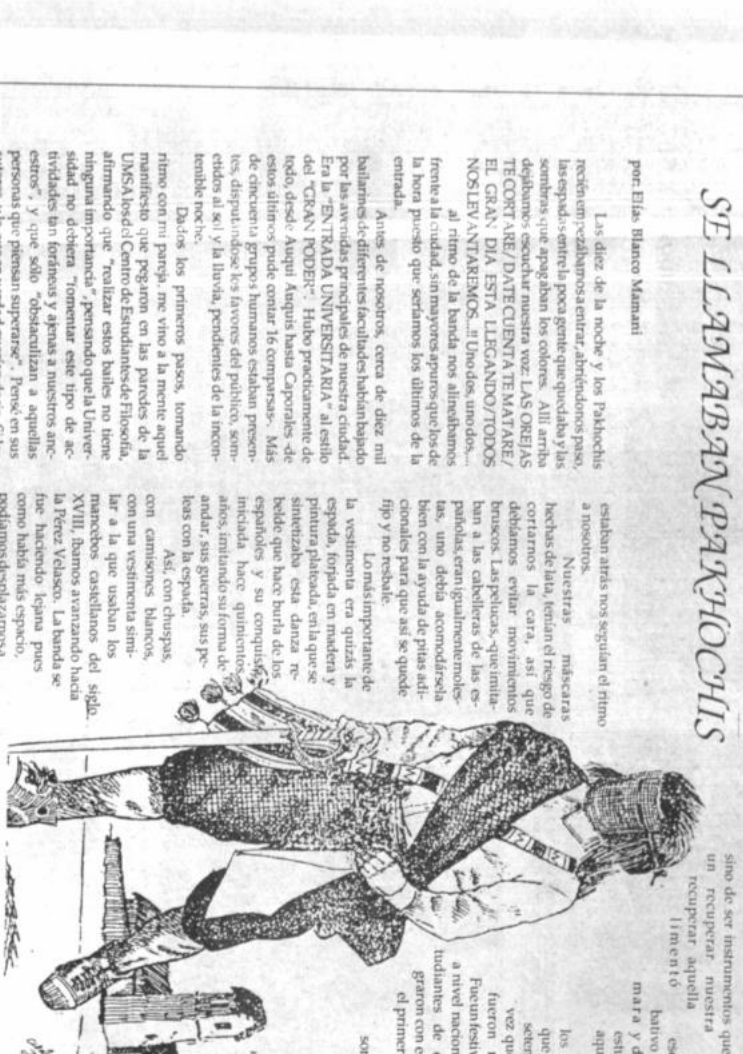 SE LLAMABAN PAKHOCHIS
por: Elías Blanco Mamani
Las diez de la noche y los Pakhochis
recién empezábamos a entrar, abriéndonos paso,
las espadas entre la poca gente que quedaba y las
sombras que apagaban los colores. Allí arriba
dejábamos escuchar nuestra voz: LAS OREJAS
TE CORTARE/ DATE CUENTA TE MATARE/
EL GRAN DIA ESTA LLEGANDO/TODOS
NOS LEVANTAREMOS...!! Uno dos, uno dos,...
al ritmo de la banda nos alineábamos
frente a la ciudad, sin mayores apuros que los de
la hora puesto que seríamos los últimos de la
entrada.
Antes de nosotros, cerca de diez mil
bailarines de diferentes facultades habían bajado
por las avenidas principales de nuestra ciudad.
Era la "ENTRADA UNIVERSITARIA" al estilo
del "GRAN PODER". Hubo practicamente de
todo, desde Auqui Auquis hasta Caporales -de
estos últimos pude contar 16 comparsas-. Más
de cincuenta grupos humanos estaban presen-
tes, disputándose los favores del público, som-
etidos al sol y la lluvia, pendientes de la incon-
tenible noche.
Dados los primeros pasos, tomando
ritmo con mi pareja, me vino a la mente aquel
manifiesto que pegaron en las paredes de la
UMSA los del Centro de Estudiantes de Filosofía,
afirmando que "realizar estos bailes no tiene
ninguna importancia", pensando que la Univer-
sidad no debiera "fomentar este tipo de ac-
tividades tan foráneas y ajenas a nuestros anc-
estros", y que sólo "obstaculizan a aquellas
personas que piensan superarse". Pensé en sus
estaban atrás nos seguían el ritmo
a nosotros.
Nuestras máscaras
hechas de lata, tenían el riesgo de
cortarnos la cara, así que
debíamos evitar movimientos
bruscos. Las pelucas, -que imita-
ban a las cabelleras de las es-
pañolas, eran igualmente moles-
tas, uno debía acomodársela
bien con la ayuda de pitas adi-
cionales para que así se quede
fijo y no resbale.
Lo más importante de
la vestimenta era quizás la
espada, forjada en madera y
pintura plateada, en la que se
sintetizaba esta danza re-
belde que hace burla de los
españoles y su conquista
iniciada hace quinientos
años, imitando su forma de
andar, sus guerras, sus pe-
leas con la espada.
Así, con chuspas,
con camisones blancos,
con una vestimenta simi-
lar a la que usaban los
mancebos castellanos del siglo
XVIII, íbamos avanzando hacia
la Pérez Velasco. La banda se
fue haciendo lejana pues
como había más espacio,
podíamos desplazarnos a
sino de ser instrumentos que
un recuperar nuestra
recuperar aquella
limentó
bativo
mara y d
los
que
seter
vez qu
fueron
Fue un festiv
a nivel nacion
tudiantes de
graron con e
el primer